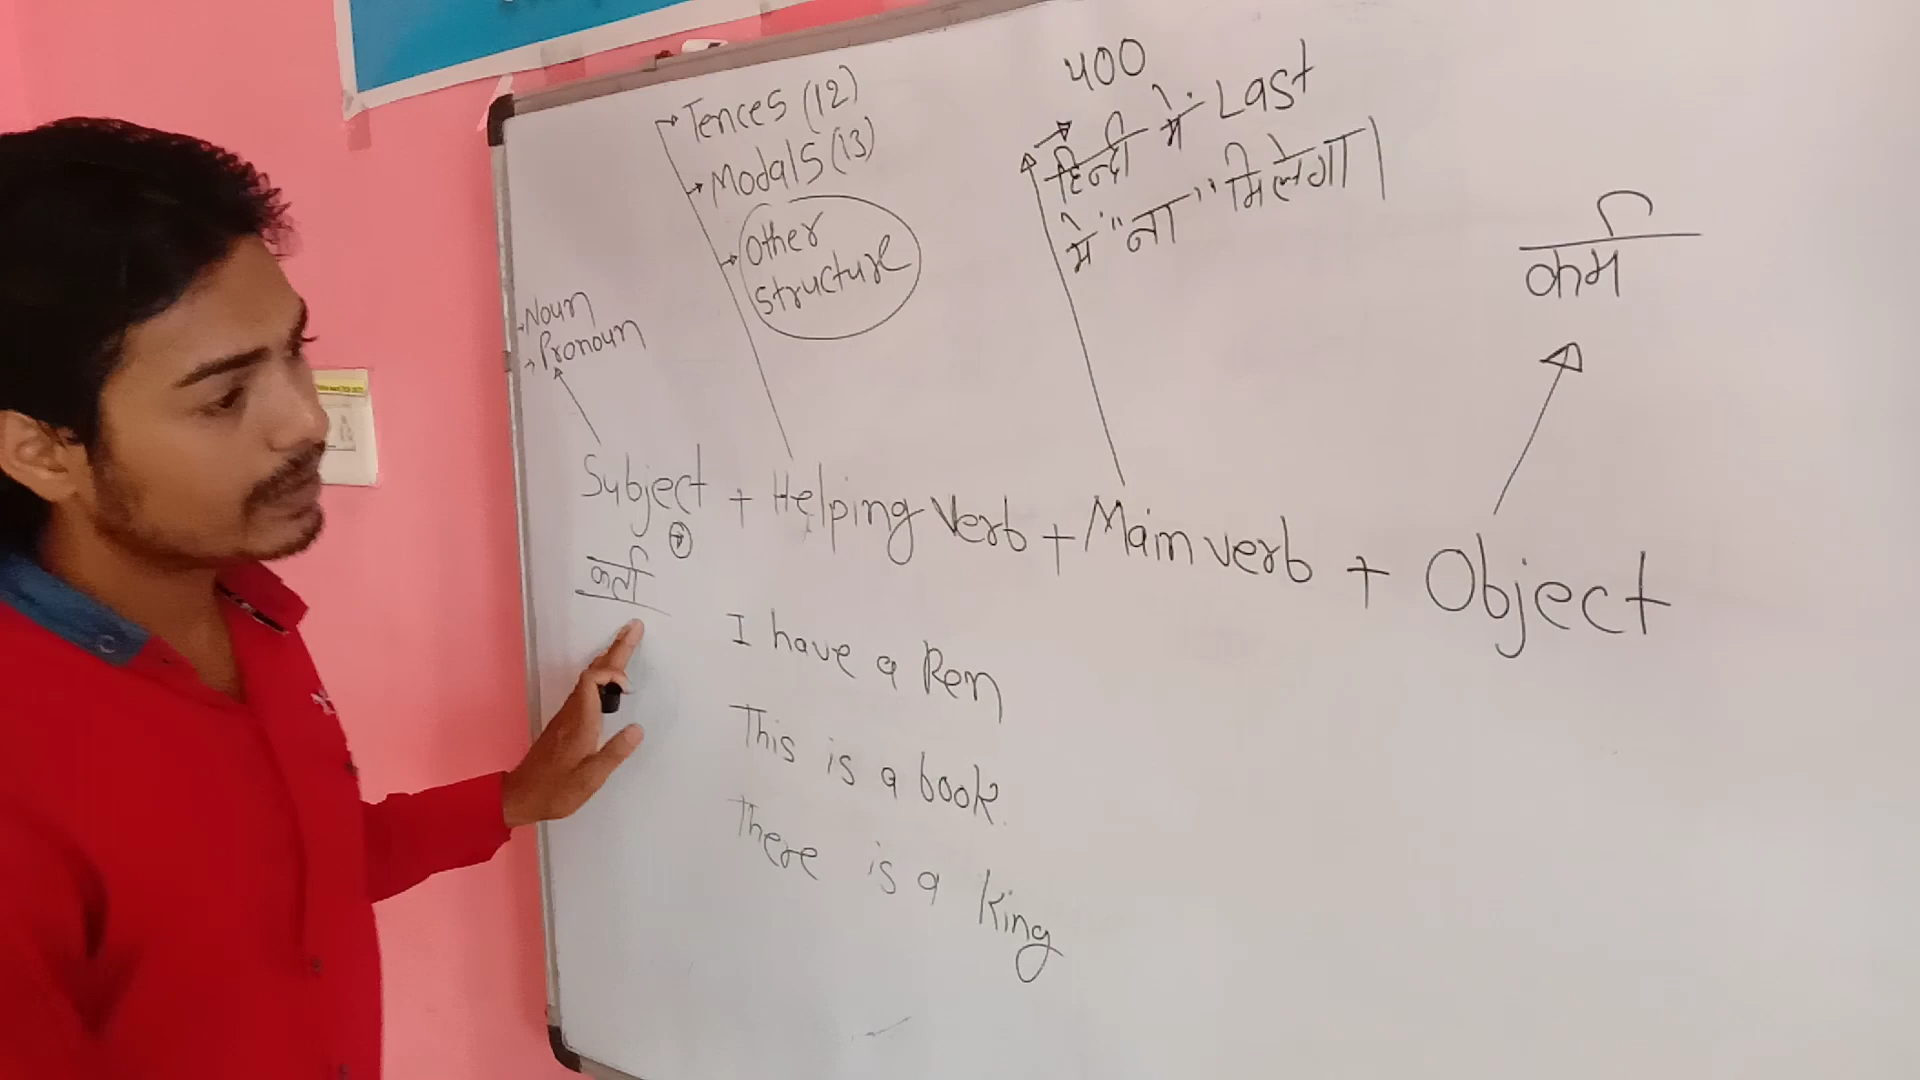 Tences (12)
Modals (13)
Other
structure
400
हिन्दी में Last
में "ना" मिलेगा।
कर्म
Noun
Pronoun
Subject + Helping Verb + Main verb + Object
कर्ता
I have a Pen
This is a book.
There is a King